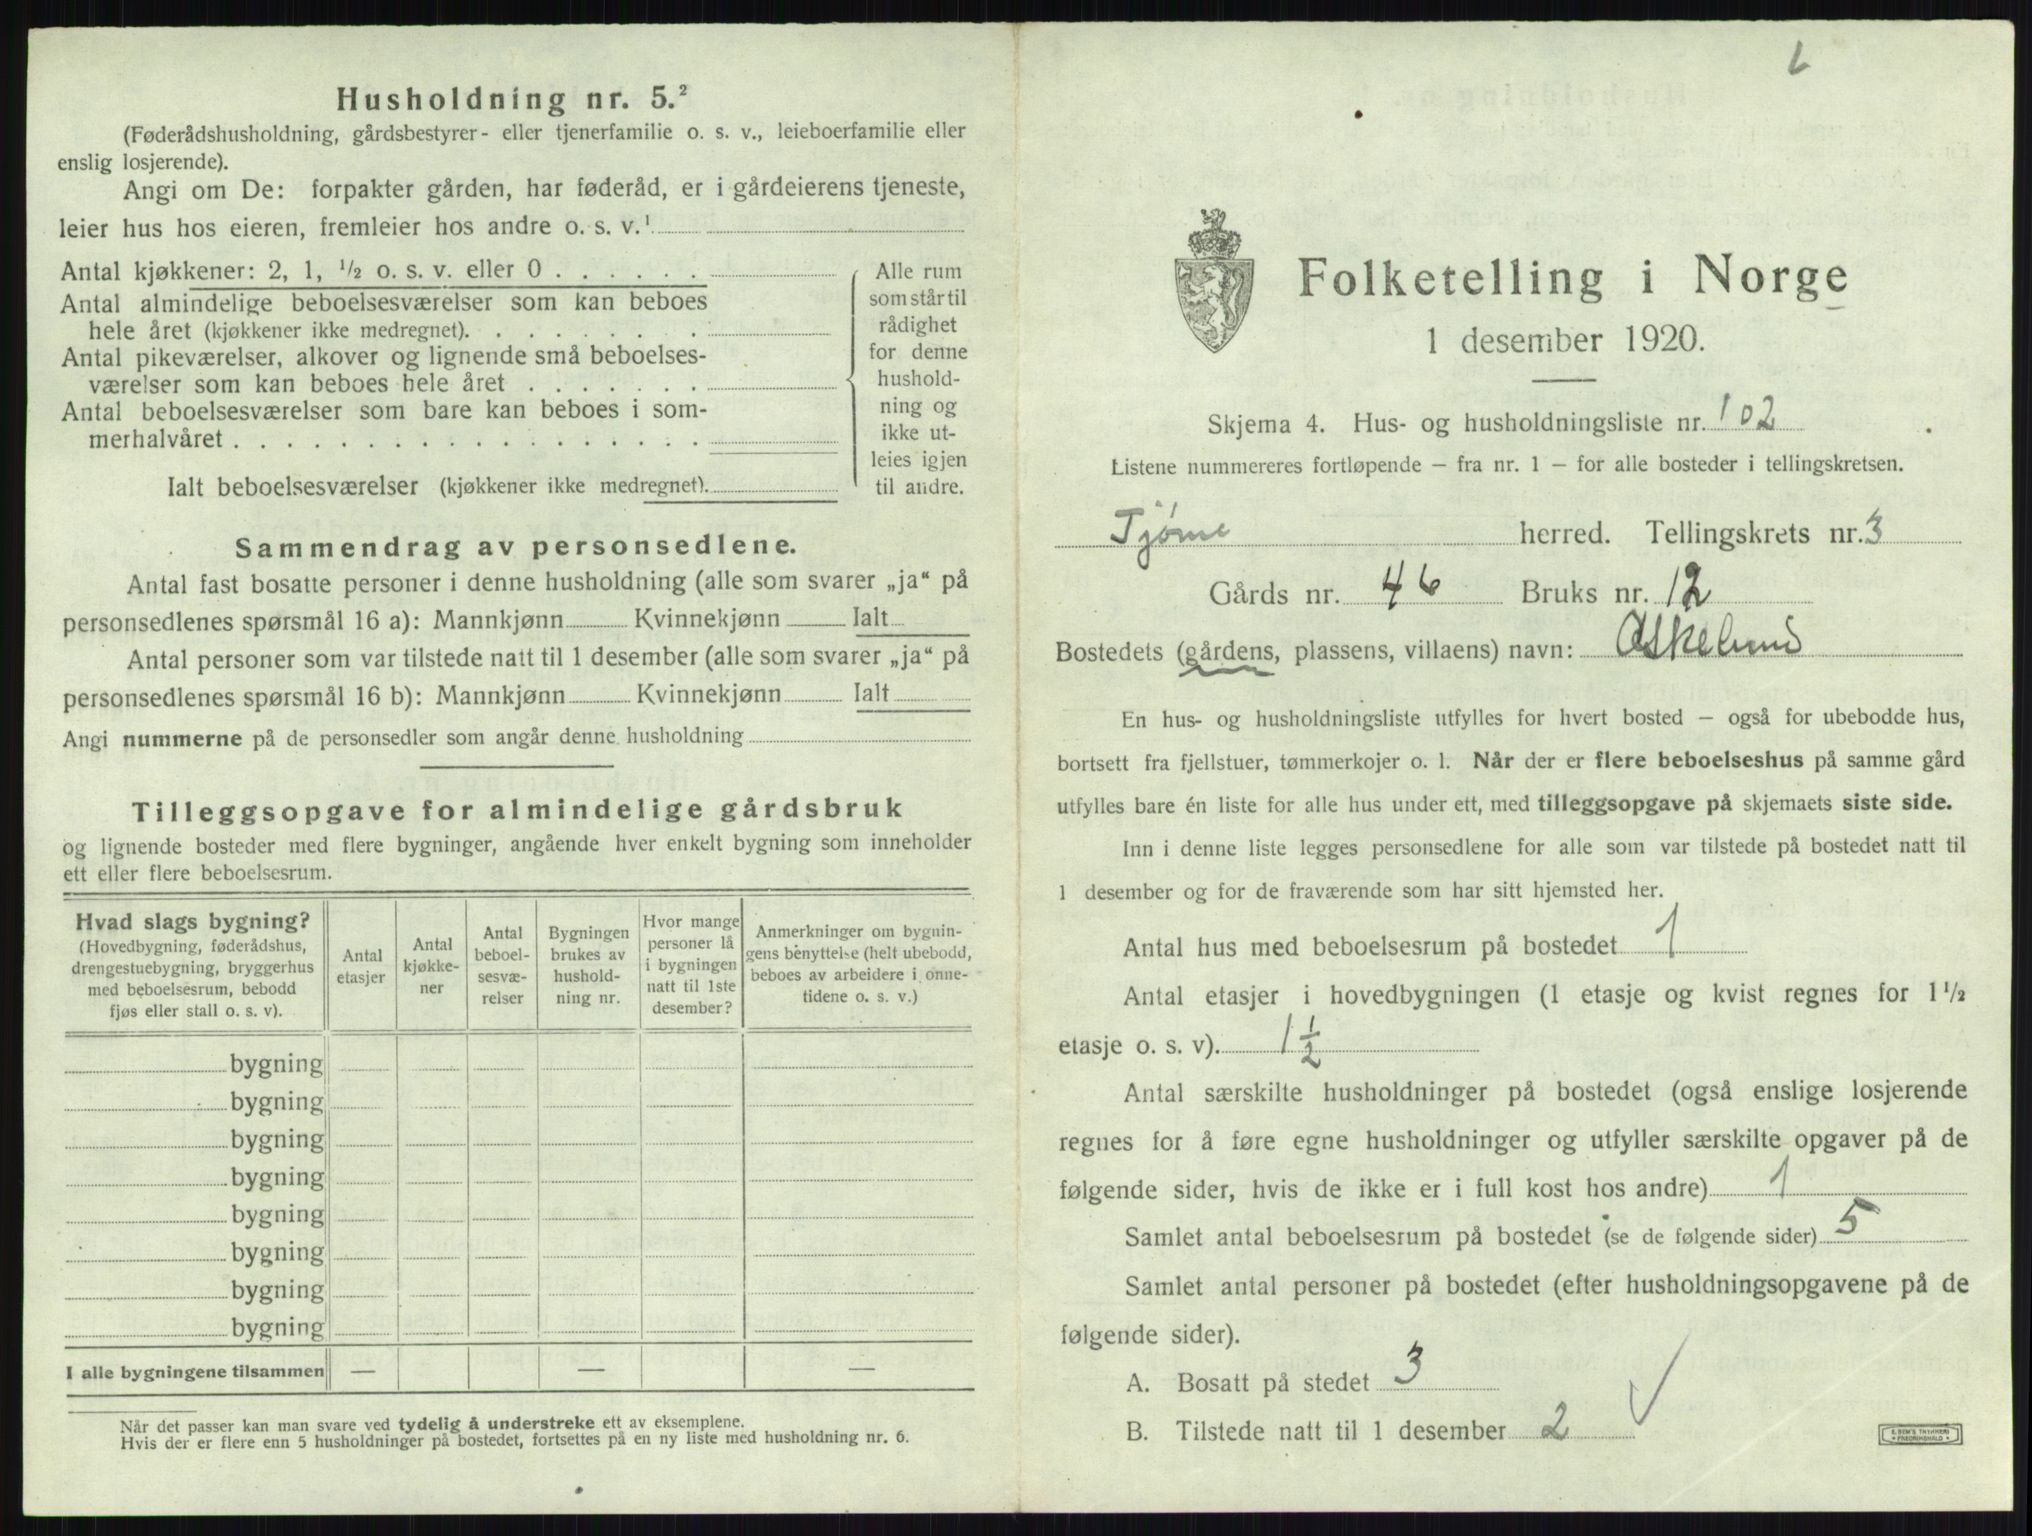 Husholdning nr. 5.²
(Føderådshusholdning, gårdsbestyrer- eller tjenerfamilie o. s. v., leieboerfamilie eller
enslig losjerende).
Angi om De: forpakter gården, har føderåd, er i gårdeierens tjeneste,
leier hus hos eieren, fremleier hos andre o. s. v.¹
Antal kjøkkener: 2, 1, ½ o. s. v. eller 0 . . . . . .
Antal almindelige beboelsesværelser som kan beboes
hele året (kjøkkener ikke medregnet). . . . . . . .
Antal pikeværelser, alkover og lignende små beboelses-
værelser som kan beboes hele året . . . . . . .
Antal beboelsesværelser som bare kan beboes i som-
merhalvåret . . . . . . . . . . . . . . . . . .
Ialt beboelsesværelser (kjøkkener ikke medregnet).
Alle rum
som står til
rådighet
for denne
hushold-
ning og
ikke ut-
leies igjen
til andre.
Sammendrag av personsedlene.
Antal fast bosatte personer i denne husholdning (alle som svarer „ja“ på
personsedlenes spørsmål 16 a): Mannkjønn Kvinnekjønn Ialt
Antal personer som var tilstede natt til 1 desember (alle som svarer „ja“ på
personsedlenes spørsmål 16 b): Mannkjønn Kvinnekjønn Ialt
Angi nummerne på de personsedler som angår denne husholdning
Tilleggsopgave for almindelige gårdsbruk
og lignende bosteder med flere bygninger, angående hver enkelt bygning som inneholder
ett eller flere beboelsesrum.
Hvad slags bygning?
(Hovedbygning, føderådshus,
drengestuebygning, bryggerhus
med beboelsesrum, bebodd
fjøs eller stall o. s. v).
Antal
etasjer
Antal
kjøkke-
ner
Antal
beboel-
sesvæ-
relser
Bygningen
brukes av
hushold-
ning nr.
Hvor mange
personer lå
i bygningen
natt til 1ste
desember?
Anmerkninger om bygnin-
gens benyttelse (helt ubebodd,
beboes av arbeidere i onne-
tidene o. s. v.)
bygning
bygning
bygning
bygning
bygning
bygning
bygning
bygning
I alle bygningene tilsammen — — —
Når det passer kan man svare ved tydelig å understreke ett av eksemplene.
Hvis der er flere enn 5 husholdninger på bostedet, fortsettes på en ny liste med husholdning nr. 6.
Folketelling i Norge
1 desember 1920.
Skjema 4. Hus- og husholdningsliste nr. 102
Listene nummereres fortløpende – fra nr. 1 – for alle bosteder i tellingskretsen.
Tjøme herred. Tellingskrets nr. 3
Gårds nr. 46 Bruks nr. 12
Bostedets (gårdens, plassens, villaens) navn: Askelund
En hus- og husholdningsliste utfylles for hvert bosted – også for ubebodde hus,
bortsett fra fjellstuer, tømmerkojer o. l. Når der er flere beboelseshus på samme gård
utfylles bare én liste for alle hus under ett, med tilleggsopgave på skjemaets siste side.
Inn i denne liste legges personsedlene for alle som var tilstede på bostedet natt til
1 desember og for de fraværende som har sitt hjemsted her.
Antal hus med beboelsesrum på bostedet 1
Antal etasjer i hovedbygningen (1 etasje og kvist regnes for 1½
etasje o. s. v). 1½
Antal særskilte husholdninger på bostedet (også enslige losjerende
regnes for å føre egne husholdninger og utfyller særskilte opgaver på de
følgende sider, hvis de ikke er i full kost hos andre) 1
Samlet antal beboelsesrum på bostedet (se de følgende sider) 5
Samlet antal personer på bostedet (efter husholdningsopgavene på de
følgende sider).
A. Bosatt på stedet 3
B. Tilstede natt til 1 desember 2